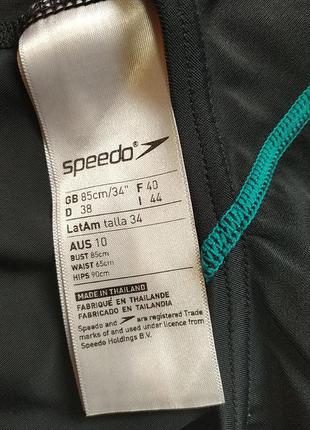 speedo
GB 85cm/34" F 40
D 38 I 44
LatAm talla 34
AUS 10
BUST 85cm
WAIST 65cm
HIPS 90cm
MADE IN THAILAND
FABRIQUÉ EN THAILANDE
FABRICADO EN TAILANDIA
Speedo and are registered Trade
marks of and used under licence from
Speedo Holdings B.V.